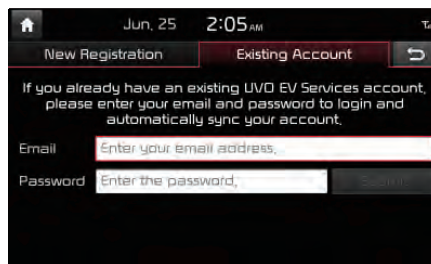 Jun, 25 2:05 AM
New Registration Existing Account
If you already have an existing UVO EV Services account,
please enter your email and password to login and
automatically sync your account.
Email Enter your email address.
Password Enter the password.